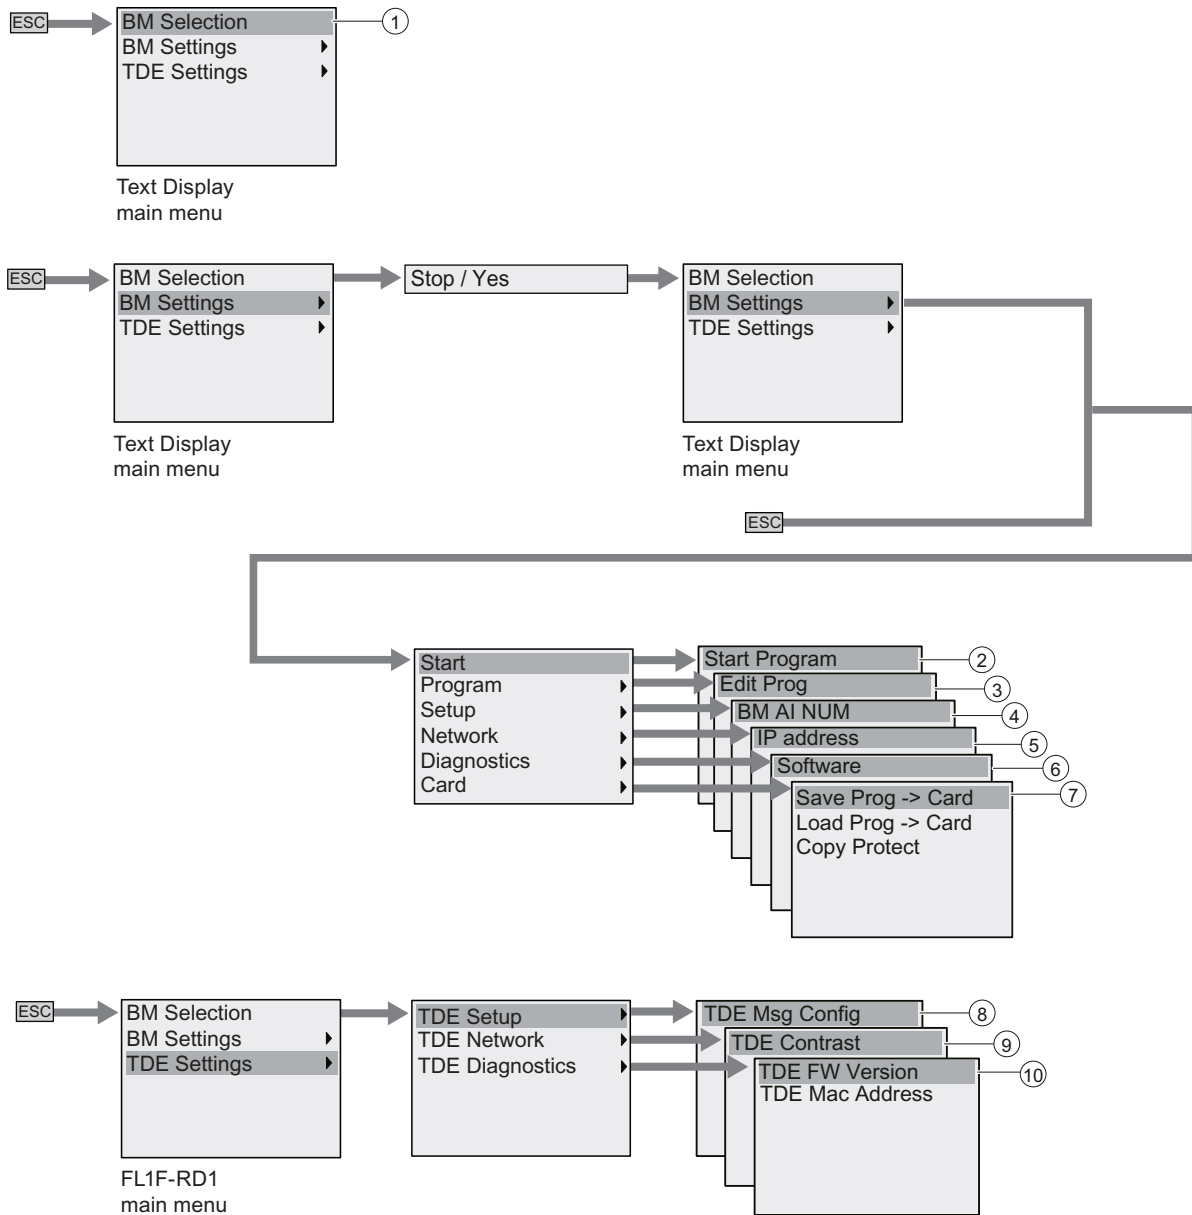 ESC
BM Selection
1
BM Settings
TDE Settings
Text Display
main menu
ESC
BM Selection
BM Settings
TDE Settings
Text Display
main menu
Stop / Yes
BM Selection
BM Settings
TDE Settings
Text Display
main menu
ESC
Start
Program
Setup
Network
Diagnostics
Card
Start Program
2
Edit Prog
3
BM AI NUM
4
IP address
5
Software
6
Save Prog -> Card
7
Load Prog -> Card
Copy Protect
ESC
BM Selection
BM Settings
TDE Settings
FL1F-RD1
main menu
TDE Setup
TDE Network
TDE Diagnostics
TDE Msg Config
8
TDE Contrast
9
TDE FW Version
10
TDE Mac Address